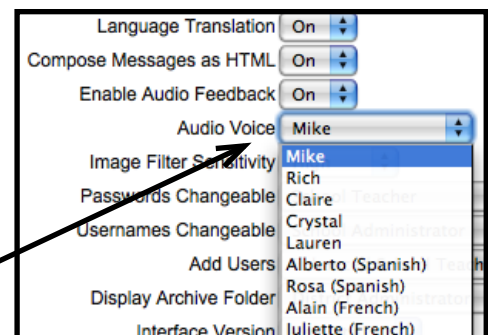 Language Translation On
Compose Messages as HTML On
Enable Audio Feedback On
Audio Voice Mike
Image Filter Sensitivity Mike
Rich
Passwords Changeable Claire Teacher
Usernames Changeable Crystal Administrator
Lauren
Add Users Alberto (Spanish)
Rosa (Spanish)
Display Archive Folder Alain (French)
Interface Version Juliette (French)